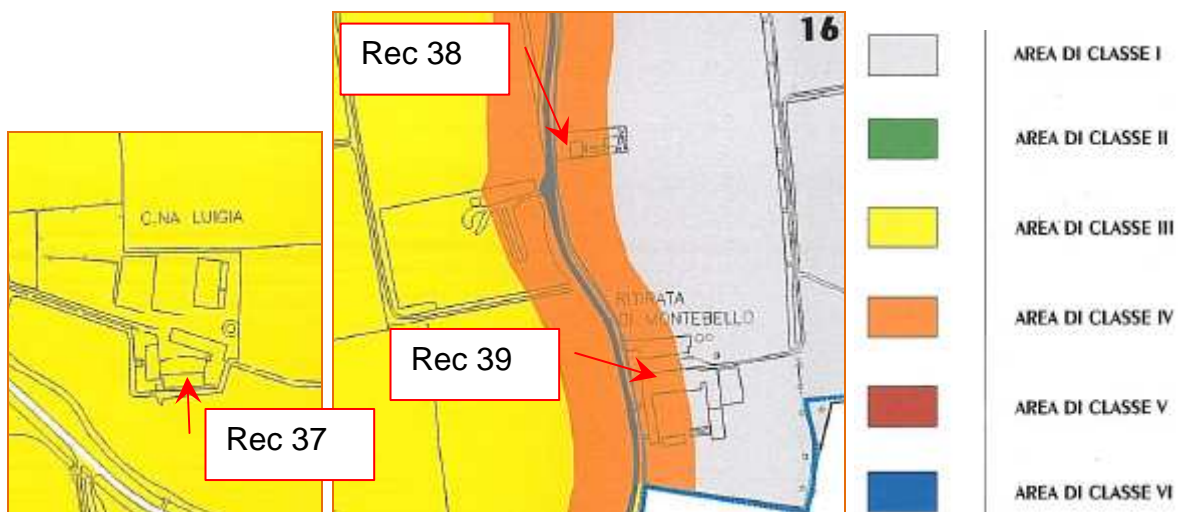 Rec 38
16
C.NA LUIGIA
Rec 37
DI MONTEBELLO
Rec 39
AREA DI CLASSE I
AREA DI CLASSE II
AREA DI CLASSE III
AREA DI CLASSE IV
AREA DI CLASSE V
AREA DI CLASSE VI